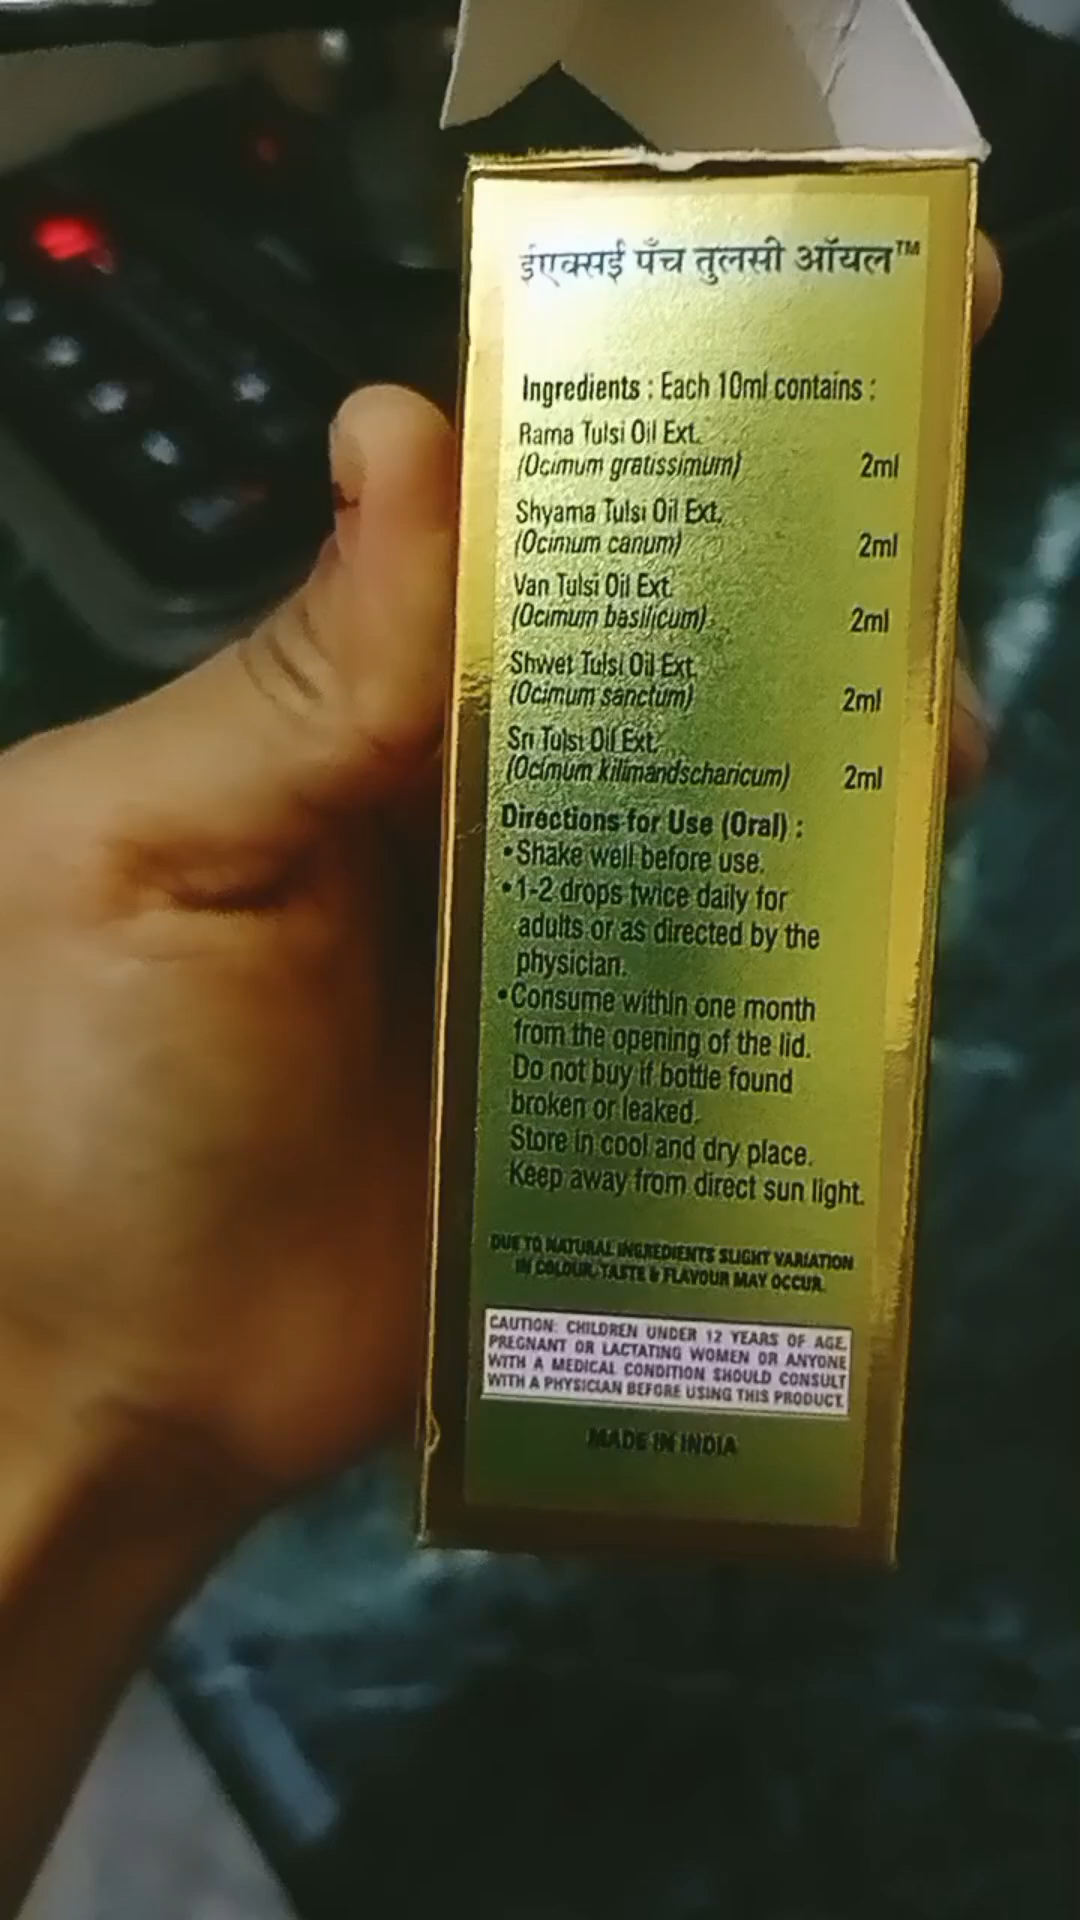 ईएक्सई पँच तुलसी ऑयल™
Ingredients : Each 10ml contains :
Rama Tulsi Oil Ext.
(Ocimum gratissimum) 2ml
Shyama Tulsi Oil Ext.
(Ocimum canum) 2ml
Van Tulsi Oil Ext.
(Ocimum basilicum) 2ml
Shwet Tulsi Oil Ext.
(Ocimum sanctum) 2ml
Sri Tulsi Oil Ext.
(Ocimum kilimandscharicum) 2ml
Directions for Use (Oral) :
•Shake well before use.
•1-2 drops twice daily for
adults or as directed by the
physician.
•Consume within one month
from the opening of the lid.
Do not buy if bottle found
broken or leaked.
Store in cool and dry place.
Keep away from direct sun light.
DUE TO NATURAL INGREDIENTS SLIGHT VARIATION
IN COLOUR, TASTE & FLAVOUR MAY OCCUR.
CAUTION: CHILDREN UNDER 12 YEARS OF AGE,
PREGNANT OR LACTATING WOMEN OR ANYONE
WITH A MEDICAL CONDITION SHOULD CONSULT
WITH A PHYSICIAN BEFORE USING THIS PRODUCT.
MADE IN INDIA